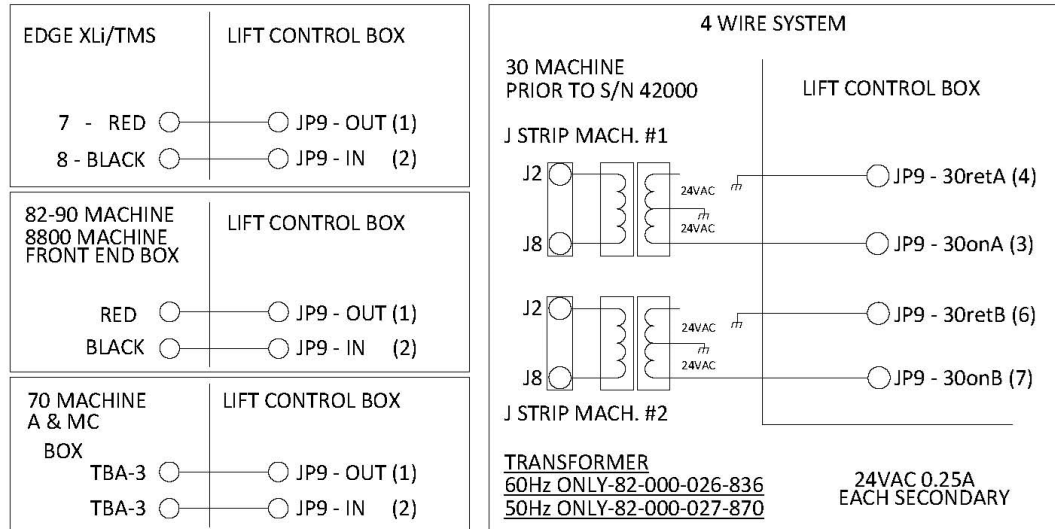 EDGE XLi/TMS
LIFT CONTROL BOX
7 - RED
JP9 - OUT (1)
8 - BLACK
JP9 - IN (2)
82-90 MACHINE
8800 MACHINE
FRONT END BOX
LIFT CONTROL BOX
RED
JP9 - OUT (1)
BLACK
JP9 - IN (2)
70 MACHINE
A & MC
BOX
LIFT CONTROL BOX
TBA-3
JP9 - OUT (1)
TBA-3
JP9 - IN (2)
4 WIRE SYSTEM
30 MACHINE
PRIOR TO S/N 42000
LIFT CONTROL BOX
J STRIP MACH. #1
J2
24VAC
JP9 - 30retA (4)
24VAC
J8
JP9 - 30onA (3)
J2
24VAC
JP9 - 30retB (6)
24VAC
J8
JP9 - 30onB (7)
J STRIP MACH. #2
TRANSFORMER
60Hz ONLY-82-000-026-836
50Hz ONLY-82-000-027-870
24VAC 0.25A
EACH SECONDARY